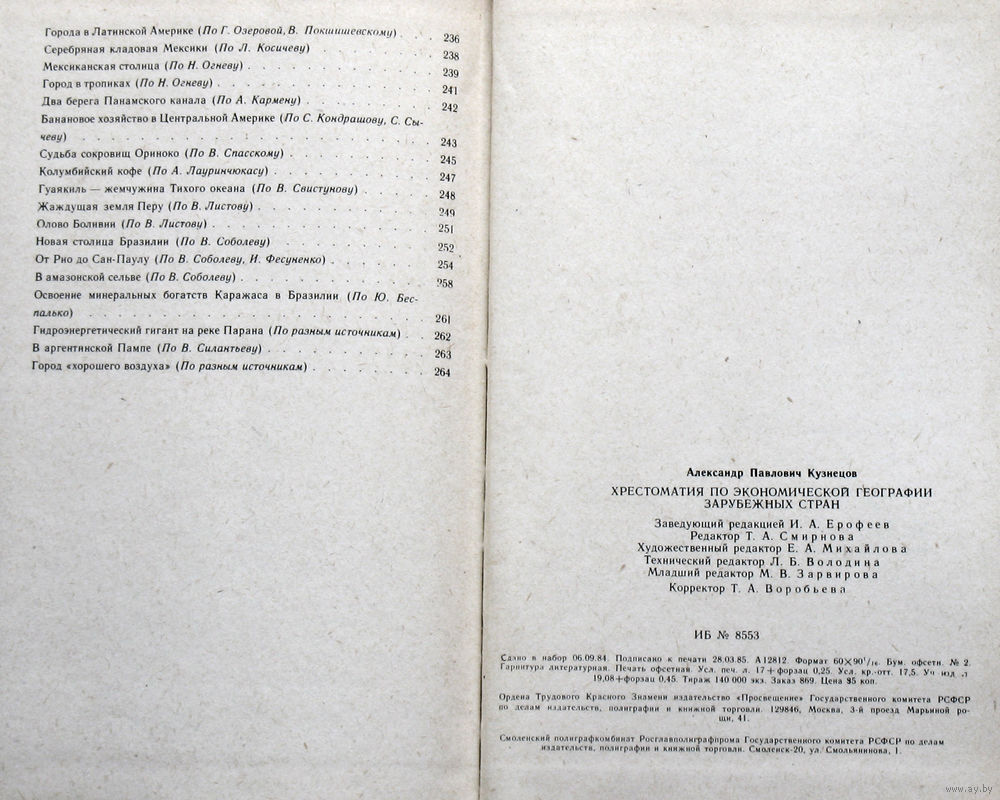 Города в Латинской Америке (По Г. Озеровой, В. Покшишевскому) . . . 236
Серебряная кладовая Мексики (По Л. Косичеву) . . . . . . . 238
Мексиканская столица (По Н. Огневу) . . . . . . . . . . . 239
Город в тропиках (По Н. Огневу) . . . . . . . . . . . . . 241
Два берега Панамского канала (По А. Кармену) . . . . . . . . 242
Банановое хозяйство в Центральной Америке (По С. Кондрашову, С. Сы-
чеву) . . . . . . . . . . . . . . . . . . . . . 243
Судьба сокровищ Ориноко (По В. Спасскому) . . . . . . . . . 245
Колумбийский кофе (По А. Лауринчюкасу) . . . . . . . . . . 247
Гуаякиль — жемчужина Тихого океана (По В. Свистунову) . . . . . 248
Жаждущая земля Перу (По В. Листову) . . . . . . . . . . . 249
Олово Боливии (По В. Листову) . . . . . . . . . . . . . 251
Новая столица Бразилии (По В. Соболеву) . . . . . . . . . . 252
От Рио до Сан-Паулу (По В. Соболеву, И. Фесуненко) . . . . . . 254
В амазонской сельве (По В. Соболеву) . . . . . . . . . . . 258
Освоение минеральных богатств Каражаса в Бразилии (По Ю. Бес-
палько) . . . . . . . . . . . . . . . . . . . . 261
Гидроэнергетический гигант на реке Парана (По разным источникам) . . 262
В аргентинской Пампе (По В. Силантьеву) . . . . . . . . . . 263
Город «хорошего воздуха» (По разным источникам) . . . . . . . 264
Александр Павлович Кузнецов
ХРЕСТОМАТИЯ ПО ЭКОНОМИЧЕСКОЙ ГЕОГРАФИИ
ЗАРУБЕЖНЫХ СТРАН
Заведующий редакцией И. А. Ерофеев
Редактор Т. А. Смирнова
Художественный редактор Е. А. Михайлова
Технический редактор Л. Б. Володина
Младший редактор М. В. Зарвирова
Корректор Т. А. Воробьева
ИБ № 8553
Сдано в набор 06.09.84. Подписано к печати 28.03.85. А12812. Формат 60×90¹/₁₆. Бум. офсетн. № 2.
Гарнитура литературная. Печать офсетная. Усл. печ. л. 17+форзац 0,25. Усл. кр.-отт. 17,5. Уч изд .л
19,08+форзац 0,45. Тираж 140 000 экз. Заказ 869. Цена 85 коп.
Ордена Трудового Красного Знамени издательство «Просвещение» Государственного комитета РСФСР
по делам издательств, полиграфии и книжной торговли. 129846, Москва, 3-й проезд Марьиной ро-
щи, 41.
Смоленский полиграфкомбинат Росглавполиграфпрома Государственного комитета РСФСР по делам
издательств, полиграфии и книжной торговли. Смоленск-20, ул. Смольянинова, 1.
www.ay.by